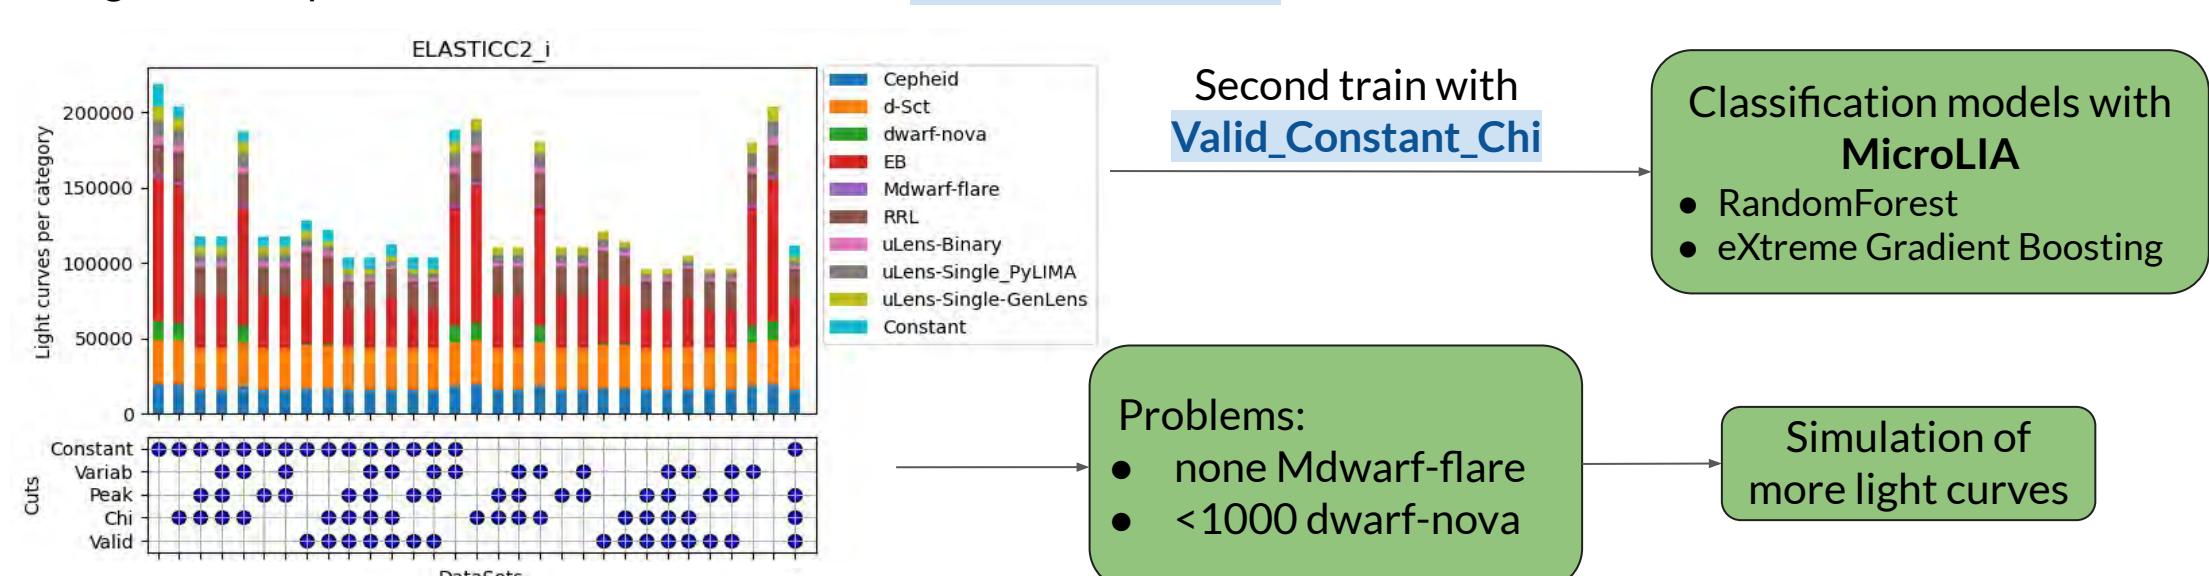 ELASTICC2_i
Light curves per category
200000
150000
100000
50000
0
Cepheid
d-Sct
dwarf-nova
EB
Mdwarf-flare
RRL
uLens-Binary
uLens-Single_PyLIMA
uLens-Single-GenLens
Constant
Cuts
Constant
Variab
Peak
Chi
Valid
DataSets
Second train with
Valid_Constant_Chi
Classification models with
MicroLIA
● RandomForest
● eXtreme Gradient Boosting
Problems:
● none Mdwarf-flare
● <1000 dwarf-nova
Simulation of
more light curves